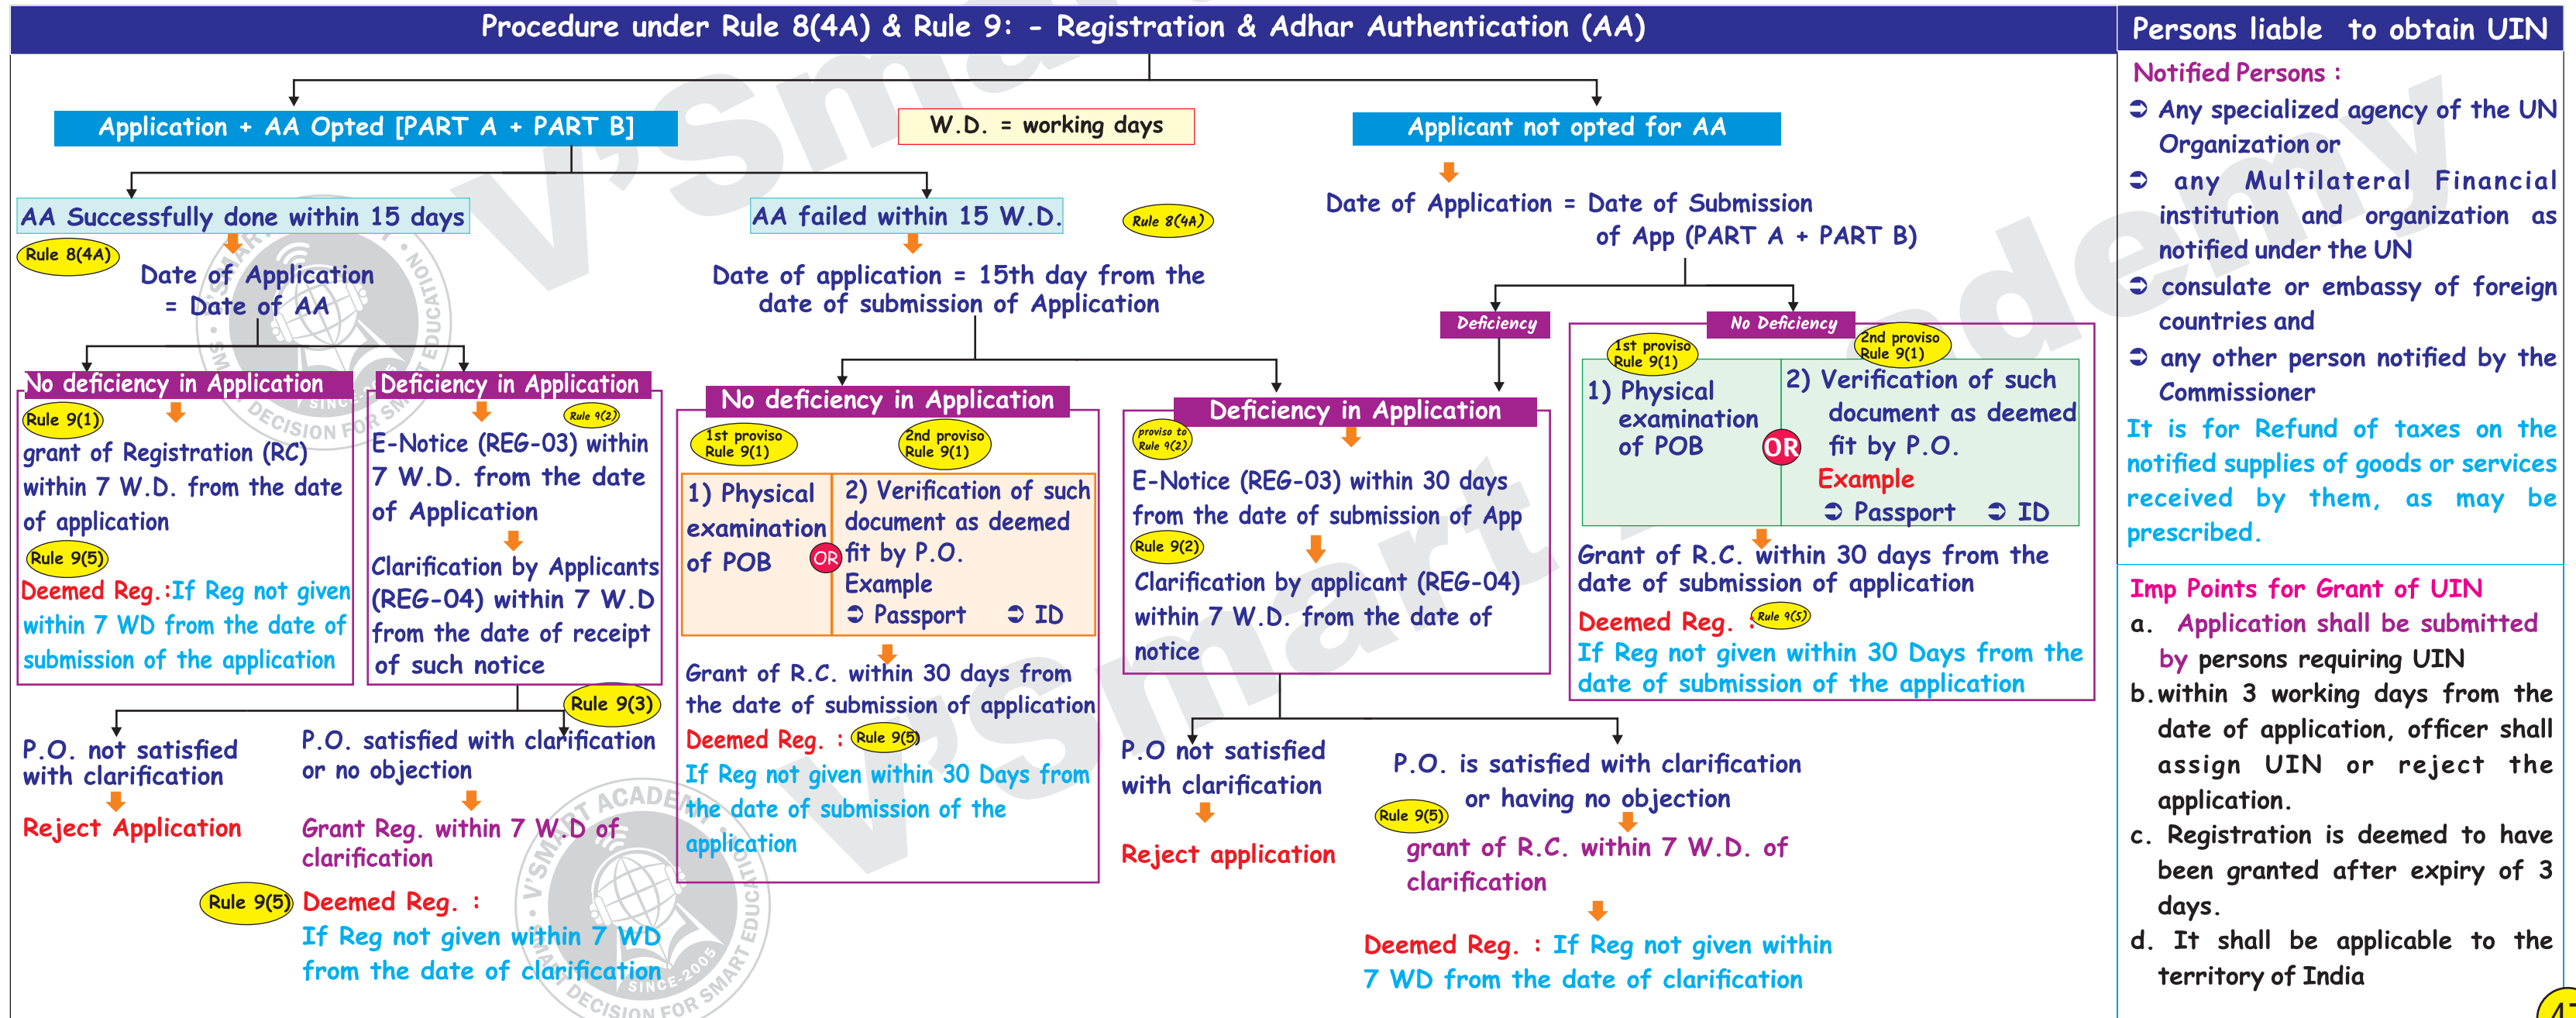 Procedure under Rule 8(4A) & Rule 9: - Registration & Adhar Authentication (AA)
Application + AA Opted [PART A + PART B]
W.D. = working days
Applicant not opted for AA
AA Successfully done within 15 days
Rule 8(4A)
Date of Application
= Date of AA
No deficiency in Application
Rule 9(1)
grant of Registration (RC)
within 7 W.D. from the date
of application
Rule 9(5)
Deemed Reg.:If Reg not given
within 7 WD from the date of
submission of the application
Deficiency in Application
Rule 9(2)
E-Notice (REG-03) within
7 W.D. from the date
of Application
Clarification by Applicants
(REG-04) within 7 W.D
from the date of receipt
of such notice
Rule 9(3)
P.O. not satisfied
with clarification
Reject Application
P.O. satisfied with clarification
or no objection
Grant Reg. within 7 W.D of
clarification
Rule 9(5)
Deemed Reg. :
If Reg not given within 7 WD
from the date of clarification
AA failed within 15 W.D.
Rule 8(4A)
Date of application = 15th day from the
date of submission of Application
No deficiency in Application
1st proviso
Rule 9(1)
2nd proviso
Rule 9(1)
1) Physical
examination
of POB
OR
2) Verification of such
document as deemed
fit by P.O.
Example
➲ Passport ➲ ID
Grant of R.C. within 30 days from
the date of submission of application
Deemed Reg. : Rule 9(5)
If Reg not given within 30 Days from
the date of submission of the
application
Deficiency in Application
proviso to
Rule 9(2)
E-Notice (REG-03) within 30 days
from the date of submission of App
Rule 9(2)
Clarification by applicant (REG-04)
within 7 W.D. from the date of
notice
P.O not satisfied
with clarification
Reject application
P.O. is satisfied with clarification
or having no objection
Rule 9(5)
grant of R.C. within 7 W.D. of
clarification
Deemed Reg. : If Reg not given within
7 WD from the date of clarification
Date of Application = Date of Submission
of App (PART A + PART B)
Deficiency
No Deficiency
1st proviso
Rule 9(1)
2nd proviso
Rule 9(1)
1) Physical
examination
of POB
OR
2) Verification of such
document as deemed
fit by P.O.
Example
➲ Passport ➲ ID
Grant of R.C. within 30 days from the
date of submission of application
Deemed Reg. : Rule 9(5)
If Reg not given within 30 Days from the
date of submission of the application
Persons liable to obtain UIN
Notified Persons :
➲ Any specialized agency of the UN
Organization or
➲ any Multilateral Financial
institution and organization as
notified under the UN
➲ consulate or embassy of foreign
countries and
➲ any other person notified by the
Commissioner
It is for Refund of taxes on the
notified supplies of goods or services
received by them, as may be
prescribed.
Imp Points for Grant of UIN
a. Application shall be submitted
by persons requiring UIN
b. within 3 working days from the
date of application, officer shall
assign UIN or reject the
application.
c. Registration is deemed to have
been granted after expiry of 3
days.
d. It shall be applicable to the
territory of India
V'Smart Academy
V'SMART ACADEMY
SMART DECISION FOR SMART EDUCATION
SINCE-2005